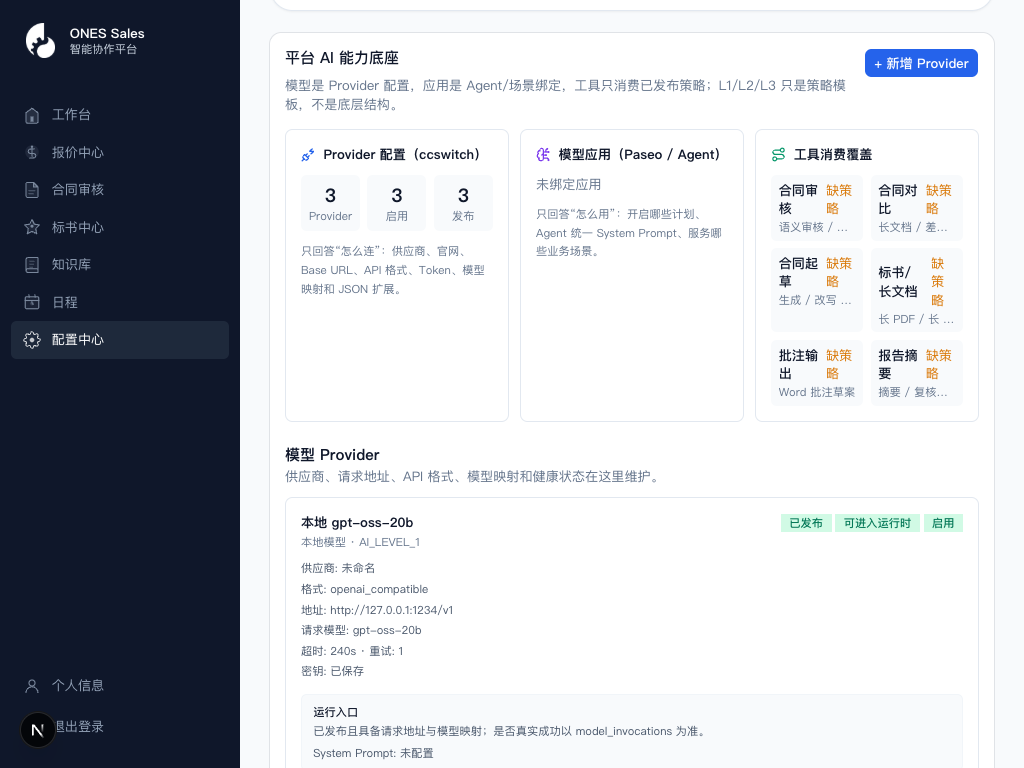 ONES Sales
智能协作平台
工作台
报价中心
合同审核
标书中心
知识库
日程
配置中心
个人信息
退出登录
N
平台 AI 能力底座
+ 新增 Provider
模型是 Provider 配置，应用是 Agent/场景绑定，工具只消费已发布策略；L1/L2/L3 只是策略模
板，不是底层结构。
Provider 配置（ccswitch）
3
Provider
3
启用
3
发布
只回答“怎么连”：供应商、官网、
Base URL、API 格式、Token、模型
映射和 JSON 扩展。
模型应用（Paseo / Agent）
未绑定应用
只回答“怎么用”：开启哪些计划、
Agent 统一 System Prompt、服务哪
些业务场景。
工具消费覆盖
合同审
核
缺策
略
语义审核 / …
合同对
比
缺策
略
长文档 / 差…
合同起
草
缺策
略
生成 / 改写 …
标书/
长文档
缺
策
略
长 PDF / 长 …
批注输
出
缺策
略
Word 批注草案
报告摘
要
缺策
略
摘要 / 复核…
模型 Provider
供应商、请求地址、API 格式、模型映射和健康状态在这里维护。
本地 gpt-oss-20b
已发布
可进入运行时
启用
本地模型 · AI_LEVEL_1
供应商: 未命名
格式: openai_compatible
地址: http://127.0.0.1:1234/v1
请求模型: gpt-oss-20b
超时: 240s · 重试: 1
密钥: 已保存
运行入口
已发布且具备请求地址与模型映射；是否真实成功以 model_invocations 为准。
System Prompt: 未配置